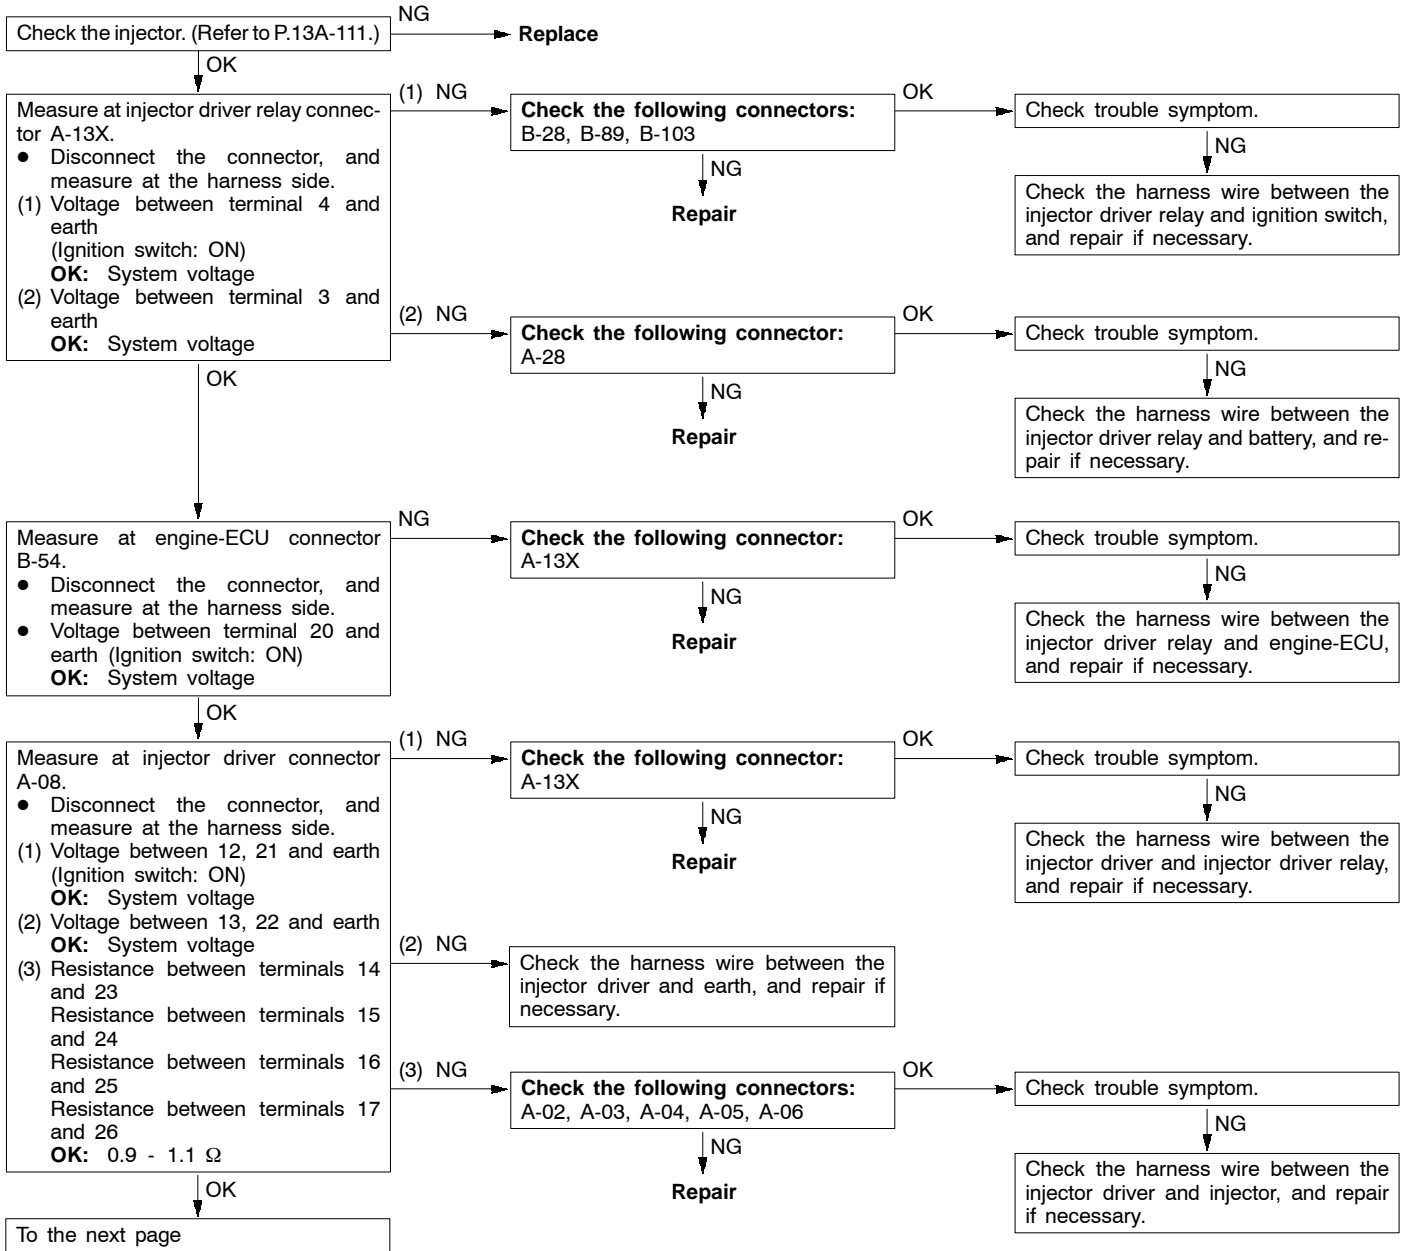 Check the injector. (Refer to P.13A-111.)
NG
Replace
OK
Measure at injector driver relay connec-
tor A-13X.
● Disconnect the connector, and
measure at the harness side.
(1) Voltage between terminal 4 and
earth
(Ignition switch: ON)
OK: System voltage
(2) Voltage between terminal 3 and
earth
OK: System voltage
(1) NG
Check the following connectors:
B-28, B-89, B-103
OK
Check trouble symptom.
NG
Repair
NG
Check the harness wire between the
injector driver relay and ignition switch,
and repair if necessary.
(2) NG
Check the following connector:
A-28
OK
Check trouble symptom.
NG
Repair
NG
Check the harness wire between the
injector driver relay and battery, and re-
pair if necessary.
OK
Measure at engine-ECU connector
B-54.
● Disconnect the connector, and
measure at the harness side.
● Voltage between terminal 20 and
earth (Ignition switch: ON)
OK: System voltage
NG
Check the following connector:
A-13X
OK
Check trouble symptom.
NG
Repair
NG
Check the harness wire between the
injector driver relay and engine-ECU,
and repair if necessary.
OK
Measure at injector driver connector
A-08.
● Disconnect the connector, and
measure at the harness side.
(1) Voltage between 12, 21 and earth
(Ignition switch: ON)
OK: System voltage
(2) Voltage between 13, 22 and earth
OK: System voltage
(3) Resistance between terminals 14
and 23
Resistance between terminals 15
and 24
Resistance between terminals 16
and 25
Resistance between terminals 17
and 26
OK: 0.9 - 1.1 Ω
(1) NG
Check the following connector:
A-13X
OK
Check trouble symptom.
NG
Repair
NG
Check the harness wire between the
injector driver and injector driver relay,
and repair if necessary.
(2) NG
Check the harness wire between the
injector driver and earth, and repair if
necessary.
(3) NG
Check the following connectors:
A-02, A-03, A-04, A-05, A-06
OK
Check trouble symptom.
NG
Repair
NG
Check the harness wire between the
injector driver and injector, and repair
if necessary.
OK
To the next page